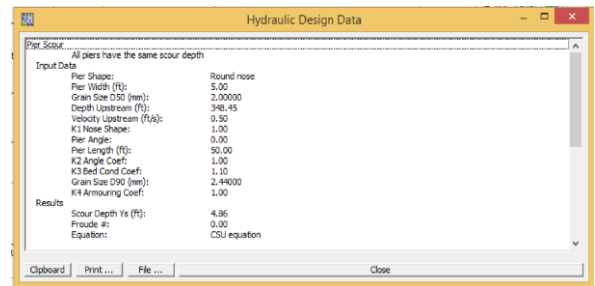 Hydraulic Design Data
Pier Scour
All piers have the same scour depth
Input Data
Pier Shape: Round nose
Pier Width (ft): 5.00
Grain Size D50 (mm): 2.00000
Depth Upstream (ft): 348.45
Velocity Upstream (ft/s): 0.50
K1 Nose Shape: 1.00
Pier Angle: 0.00
Pier Length (ft): 50.00
K2 Angle Coef: 1.00
K3 Bed Cond Coef: 1.10
Grain Size D90 (mm): 2.44000
K4 Armouring Coef: 1.00
Results
Scour Depth Ys (ft): 4.86
Froude #: 0.00
Equation: CSU equation
Clipboard Print ... File ... Close